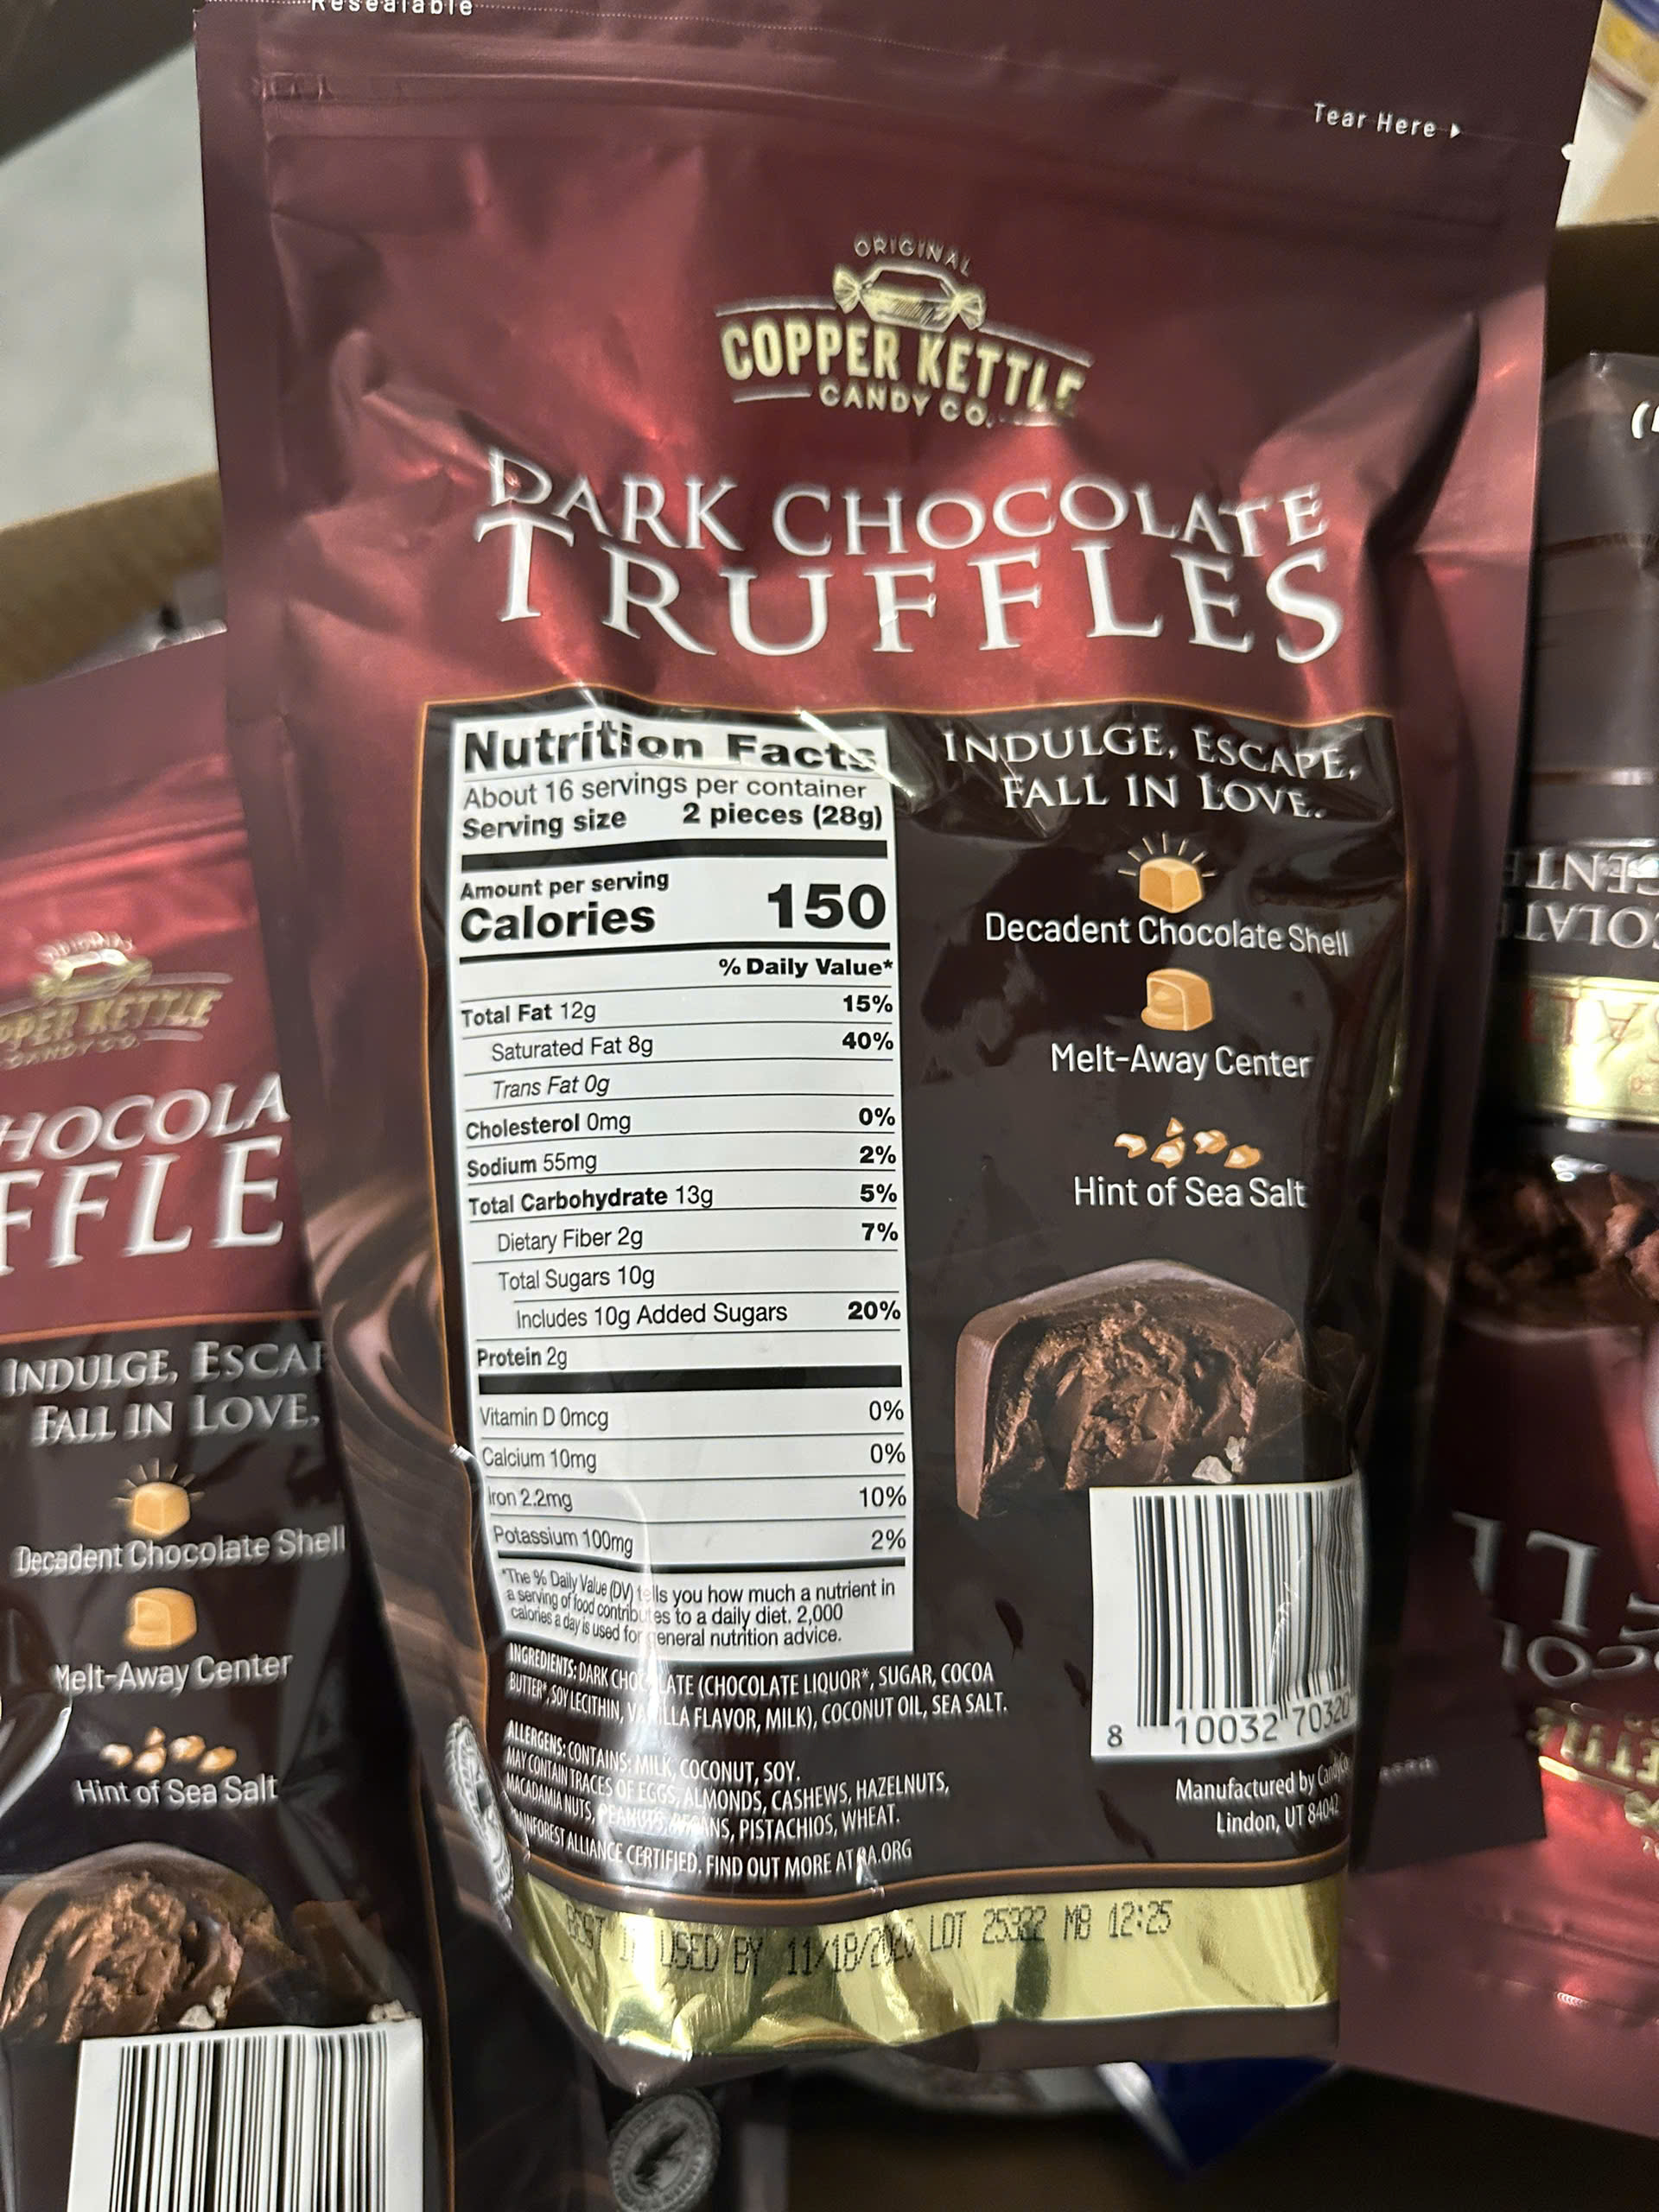 Resealable
Tear Here
ORIGINAL
COPPER KETTLE
CANDY CO.
DARK CHOCOLATE
TRUFFLES
Nutrition Facts
About 16 servings per container
Serving size 2 pieces (28g)
Amount per serving
Calories 150
% Daily Value*
Total Fat 12g 15%
Saturated Fat 8g 40%
Trans Fat 0g
Cholesterol 0mg 0%
Sodium 55mg 2%
Total Carbohydrate 13g 5%
Dietary Fiber 2g 7%
Total Sugars 10g
Includes 10g Added Sugars 20%
Protein 2g
Vitamin D 0mcg 0%
Calcium 10mg 0%
Iron 2.2mg 10%
Potassium 100mg 2%
*The % Daily Value (DV) tells you how much a nutrient in
a serving of food contributes to a daily diet. 2,000
calories a day is used for general nutrition advice.
INGREDIENTS: DARK CHOCOLATE (CHOCOLATE LIQUOR*, SUGAR, COCOA
BUTTER*, SOY LECITHIN, VANILLA FLAVOR, MILK), COCONUT OIL, SEA SALT.
ALLERGENS: CONTAINS: MILK, COCONUT, SOY.
MAY CONTAIN TRACES OF EGGS, ALMONDS, CASHEWS, HAZELNUTS,
MACADAMIA NUTS, PEANUTS, PECANS, PISTACHIOS, WHEAT.
RAINFOREST ALLIANCE CERTIFIED. FIND OUT MORE AT RA.ORG
INDULGE, ESCAPE,
FALL IN LOVE.
Decadent Chocolate Shell
Melt-Away Center
Hint of Sea Salt
8 10032 70320
Manufactured by
Lindon, UT 84042
BEST IF USED BY 11/18/2026 LOT 25322 MB 12:25
PPER KETTLE
CANDY CO.
HOCOLA
FFLE
INDULGE, ESCAP
FALL IN LOVE.
Decadent Chocolate Shell
Melt-Away Center
Hint of Sea Salt